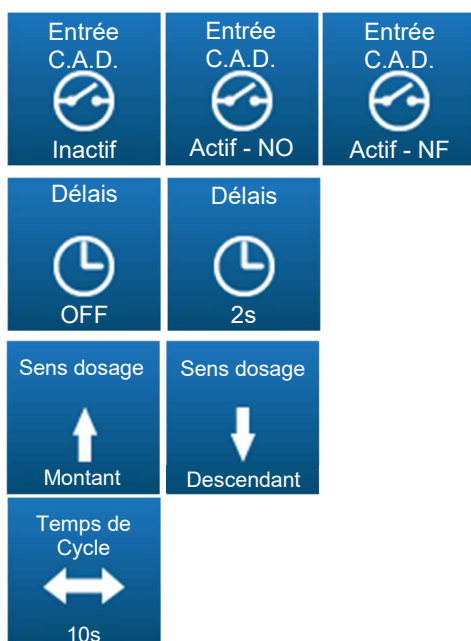 Entrée
C.A.D.
Inactif
Entrée
C.A.D.
Actif - NO
Entrée
C.A.D.
Actif - NF
Délais
OFF
Délais
2s
Sens dosage
Montant
Sens dosage
Descendant
Temps de
Cycle
10s